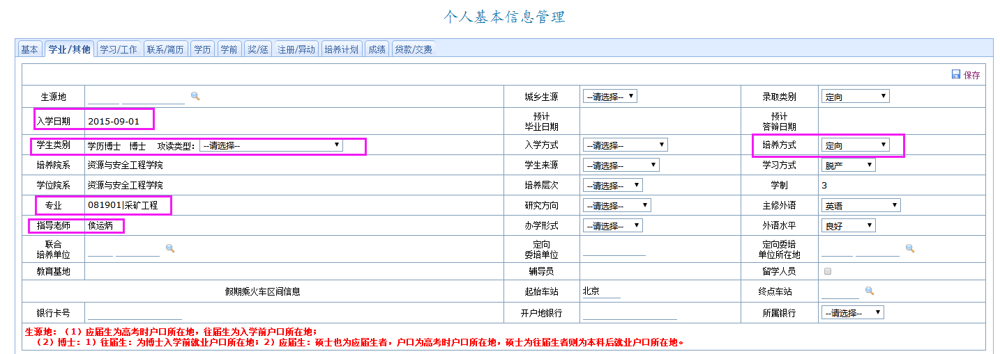 个人基本信息管理
基本 学业/其他 学习/工作 联系/简历 学历 学前 奖/惩 注册/异动 培养计划 成绩 贷款/交费
保存
生源地 城乡生源 --请选择-- 录取类别 定向
入学日期 2015-09-01 预计 毕业日期 预计 答辩日期
学生类别 学历博士 博士 攻读类型: --请选择-- 入学方式 --请选择-- 培养方式 定向
培养院系 资源与安全工程学院 学生来源 --请选择-- 学习方式 脱产
学位院系 资源与安全工程学院 培养层次 --请选择-- 学制 3
专业 081901|采矿工程 研究方向 --请选择-- 主修外语 英语
指导老师 侯运炳 办学形式 --请选择-- 外语水平 良好
联合 培养单位 定向 委培单位 定向委培 单位所在地
教育基地 辅导员 留学人员
假期乘火车区间信息 起始车站 北京 终点车站
银行卡号 开户地银行 所属银行 --请选择--
生源地:（1）应届生为高考时户口所在地，往届生为入学前户口所在地；
（2）博士：1）往届生：为博士入学前就业户口所在地；2）应届生：硕士也为应届生者，户口为高考时户口所在地，硕士为往届生者则为本科后就业户口所在地。